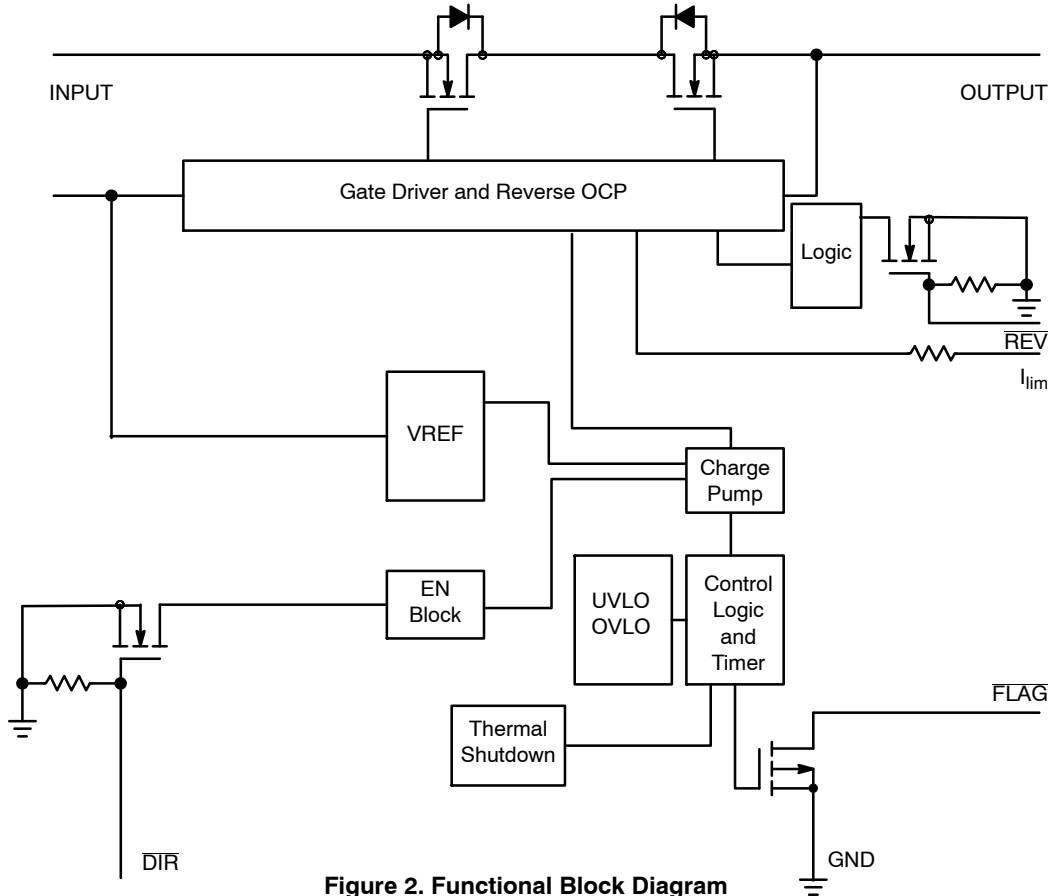 INPUT
OUTPUT
Gate Driver and Reverse OCP
Logic
REV
I_lim
VREF
Charge
Pump
EN
Block
UVLO
OVLO
Control
Logic
and
Timer
FLAG
Thermal
Shutdown
DIR
GND
Figure 2. Functional Block Diagram